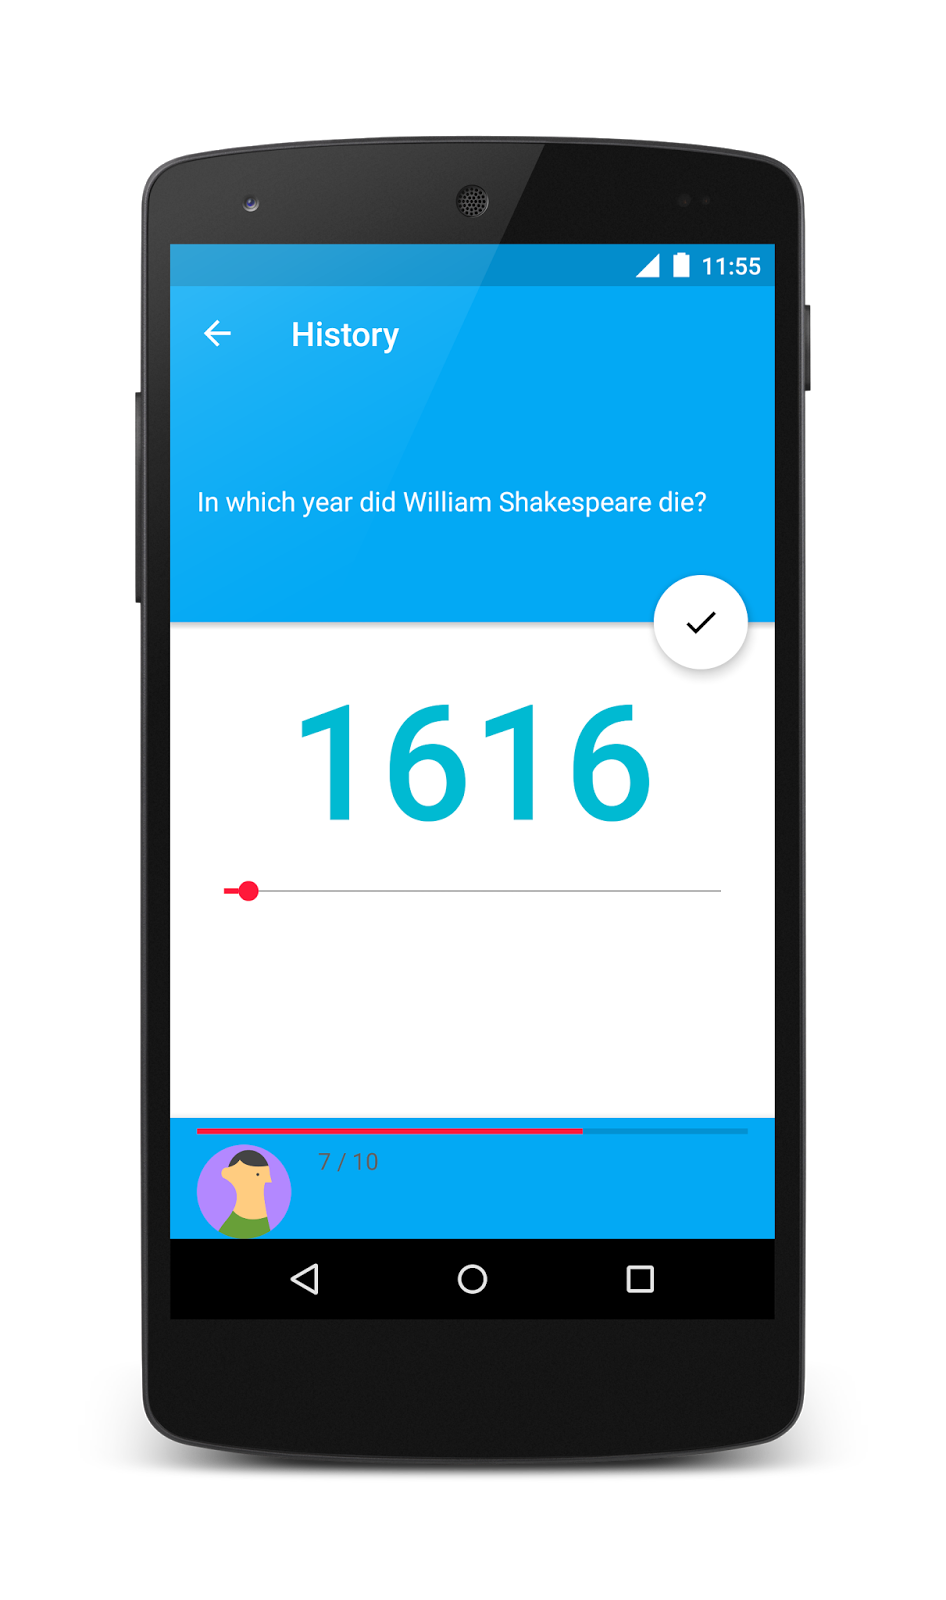 11:55
History
In which year did William Shakespeare die?
1616
7 / 10